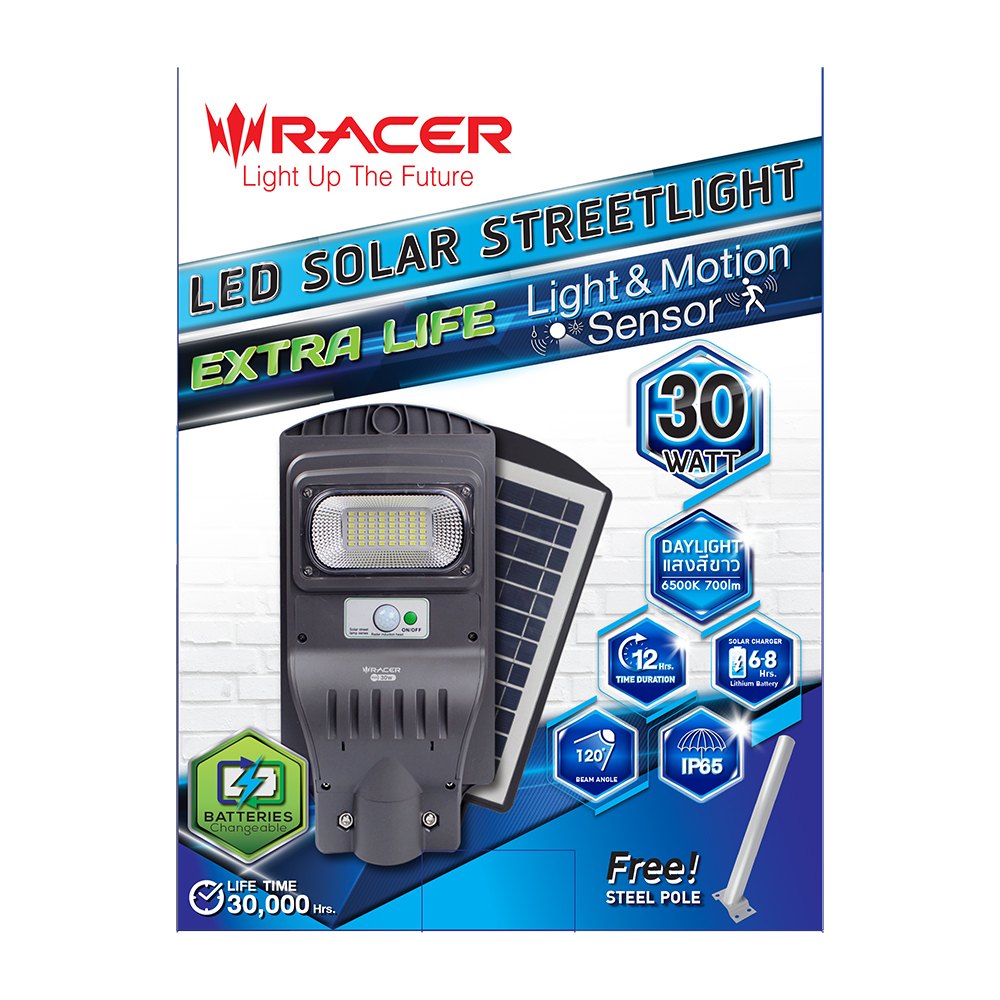 RACER
Light Up The Future
LED SOLAR STREETLIGHT
EXTRA LIFE
Light & Motion
Sensor
30
WATT
DAYLIGHT
แสงสีขาว
6500K 700lm
12 Hrs.
TIME DURATION
SOLAR CHARGER
6-8
Hrs.
Lithium Battery
120°
BEAM ANGLE
IP65
ON/OFF
RACER
30W
BATTERIES
Changeable
LIFE TIME
30,000 Hrs.
Free!
STEEL POLE